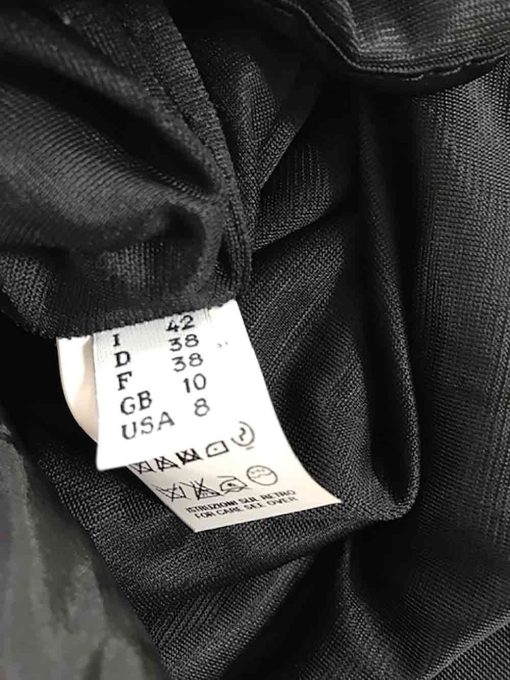 I 42
D 38
F 38
GB 10
USA 8
ISTRUZIONI SUL RETRO
FOR CARE SEE OVER